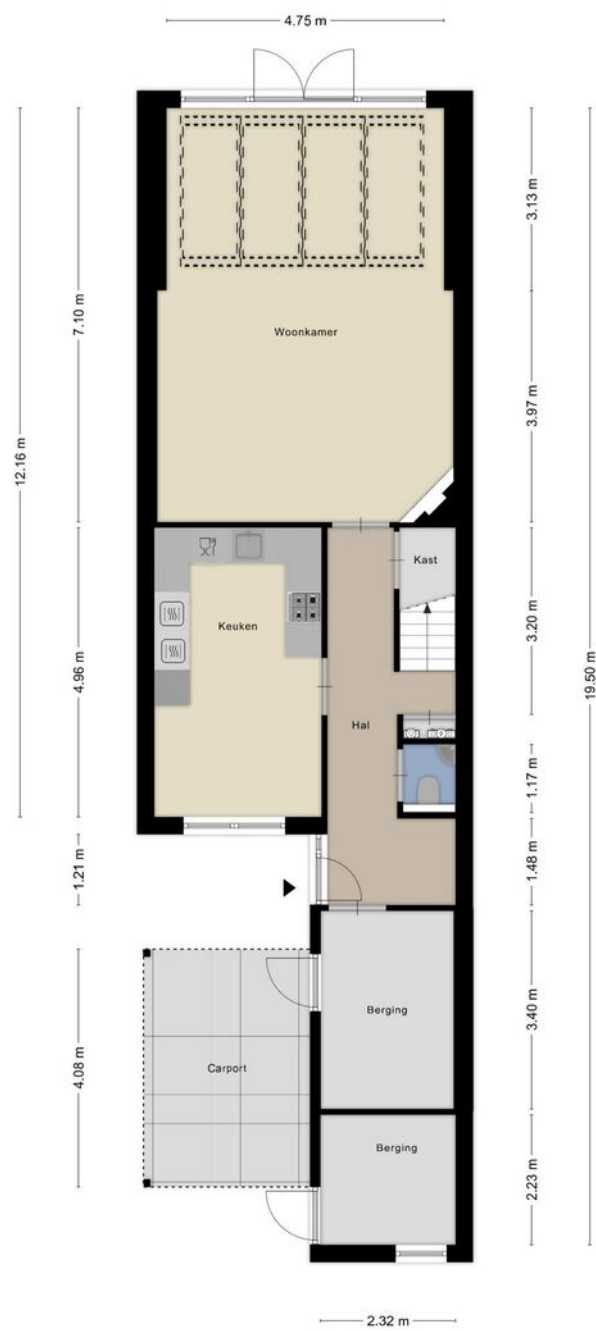 4.75 m
3.13 m
7.10 m
Woonkamer
3.97 m
12.16 m
Kast
3.20 m
Keuken
4.96 m
19.50 m
Hal
1.17 m
1.21 m
1.48 m
Berging
3.40 m
Carport
4.08 m
Berging
2.23 m
2.32 m